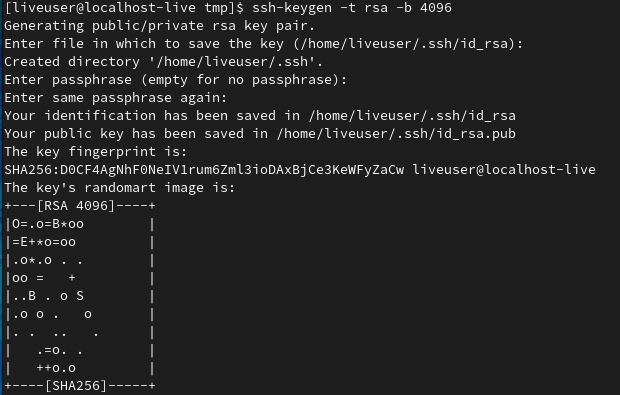 [liveuser@localhost-live tmp]$ ssh-keygen -t rsa -b 4096
Generating public/private rsa key pair.
Enter file in which to save the key (/home/liveuser/.ssh/id_rsa):
Created directory '/home/liveuser/.ssh'.
Enter passphrase (empty for no passphrase):
Enter same passphrase again:
Your identification has been saved in /home/liveuser/.ssh/id_rsa
Your public key has been saved in /home/liveuser/.ssh/id_rsa.pub
The key fingerprint is:
SHA256:D0CF4AgNhF0NeIV1rum6Zml3ioDAxBjCe3KeWFyZaCw liveuser@localhost-live
The key's randomart image is:
+---[RSA 4096]----+
|O=.o=B*oo        |
|=E+*o=oo         |
|.o*.o . .        |
|oo =   +         |
|..B . o S        |
|.o o .   o       |
|. .  ..   .      |
|   .=o. .        |
|   ++o.o         |
+----[SHA256]-----+